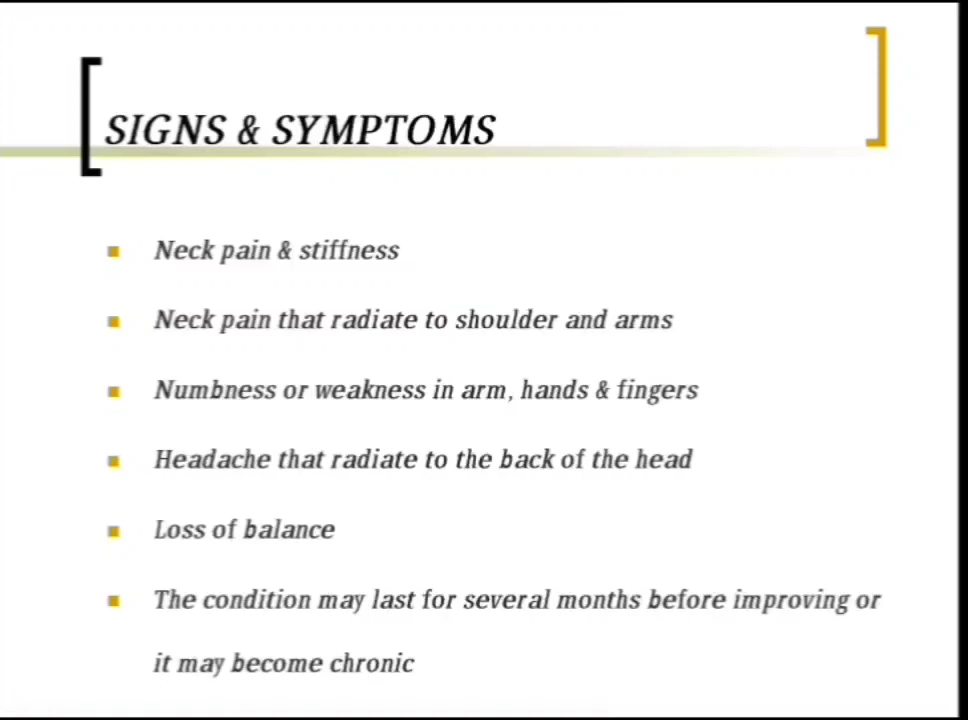 SIGNS & SYMPTOMS
Neck pain & stiffness
Neck pain that radiate to shoulder and arms
Numbness or weakness in arm, hands & fingers
Headache that radiate to the back of the head
Loss of balance
The condition may last for several months before improving or
it may become chronic